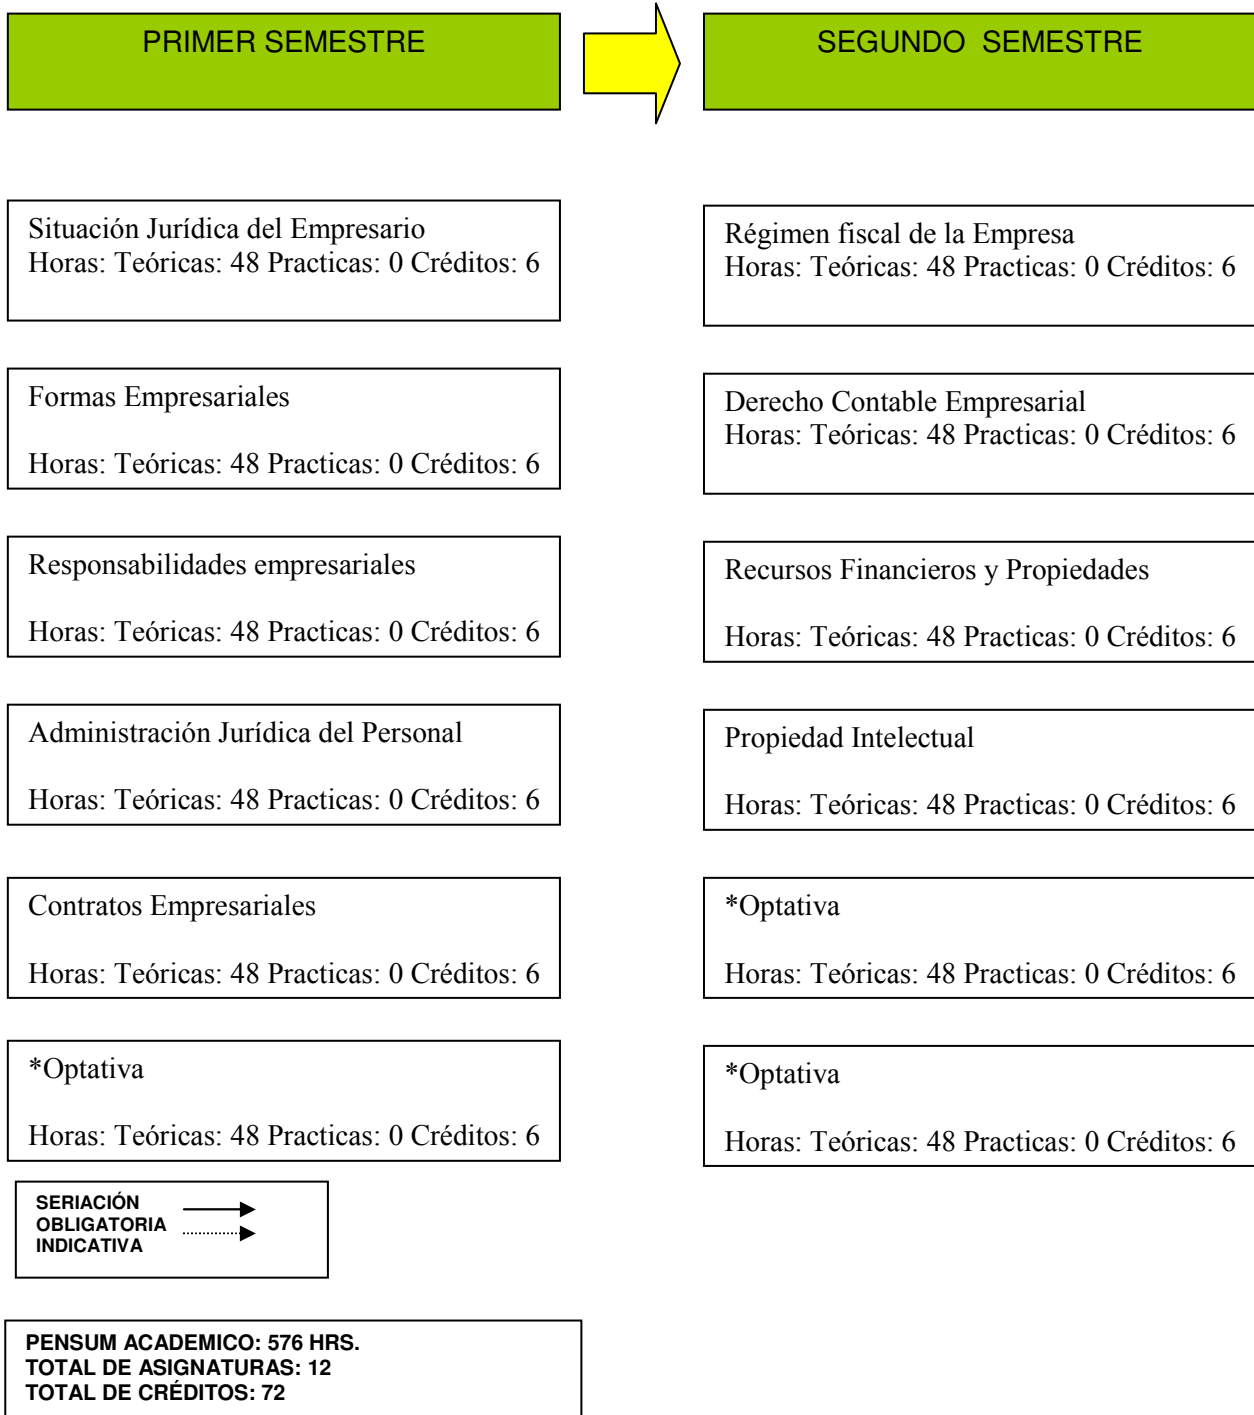 PRIMER SEMESTRE
SEGUNDO SEMESTRE
Situación Jurídica del Empresario
Horas: Teóricas: 48 Practicas: 0 Créditos: 6
Formas Empresariales
Horas: Teóricas: 48 Practicas: 0 Créditos: 6
Responsabilidades empresariales
Horas: Teóricas: 48 Practicas: 0 Créditos: 6
Administración Jurídica del Personal
Horas: Teóricas: 48 Practicas: 0 Créditos: 6
Contratos Empresariales
Horas: Teóricas: 48 Practicas: 0 Créditos: 6
*Optativa
Horas: Teóricas: 48 Practicas: 0 Créditos: 6
Régimen fiscal de la Empresa
Horas: Teóricas: 48 Practicas: 0 Créditos: 6
Derecho Contable Empresarial
Horas: Teóricas: 48 Practicas: 0 Créditos: 6
Recursos Financieros y Propiedades
Horas: Teóricas: 48 Practicas: 0 Créditos: 6
Propiedad Intelectual
Horas: Teóricas: 48 Practicas: 0 Créditos: 6
*Optativa
Horas: Teóricas: 48 Practicas: 0 Créditos: 6
*Optativa
Horas: Teóricas: 48 Practicas: 0 Créditos: 6
SERIACIÓN
OBLIGATORIA
INDICATIVA
PENSUM ACADEMICO: 576 HRS.
TOTAL DE ASIGNATURAS: 12
TOTAL DE CRÉDITOS: 72